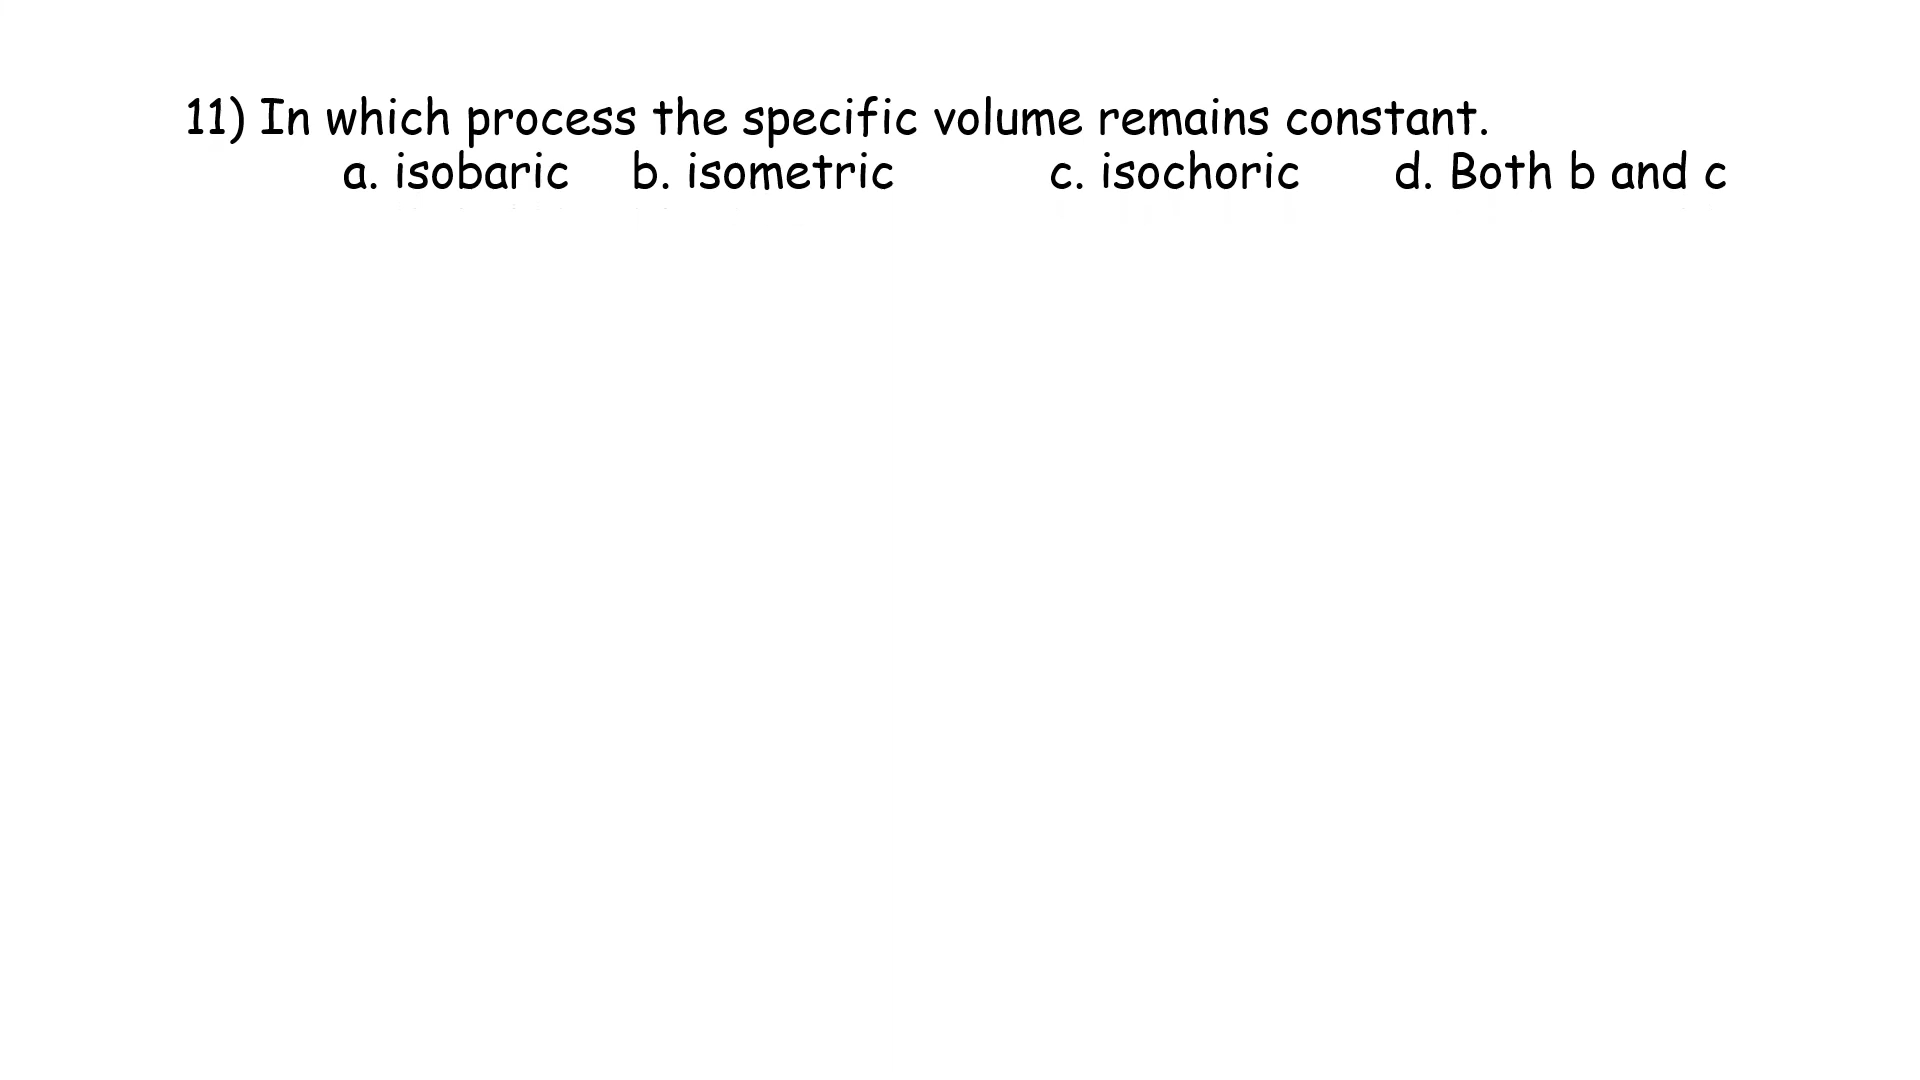 11) In which process the specific volume remains constant.
a. isobaric b. isometric c. isochoric d. Both b and c